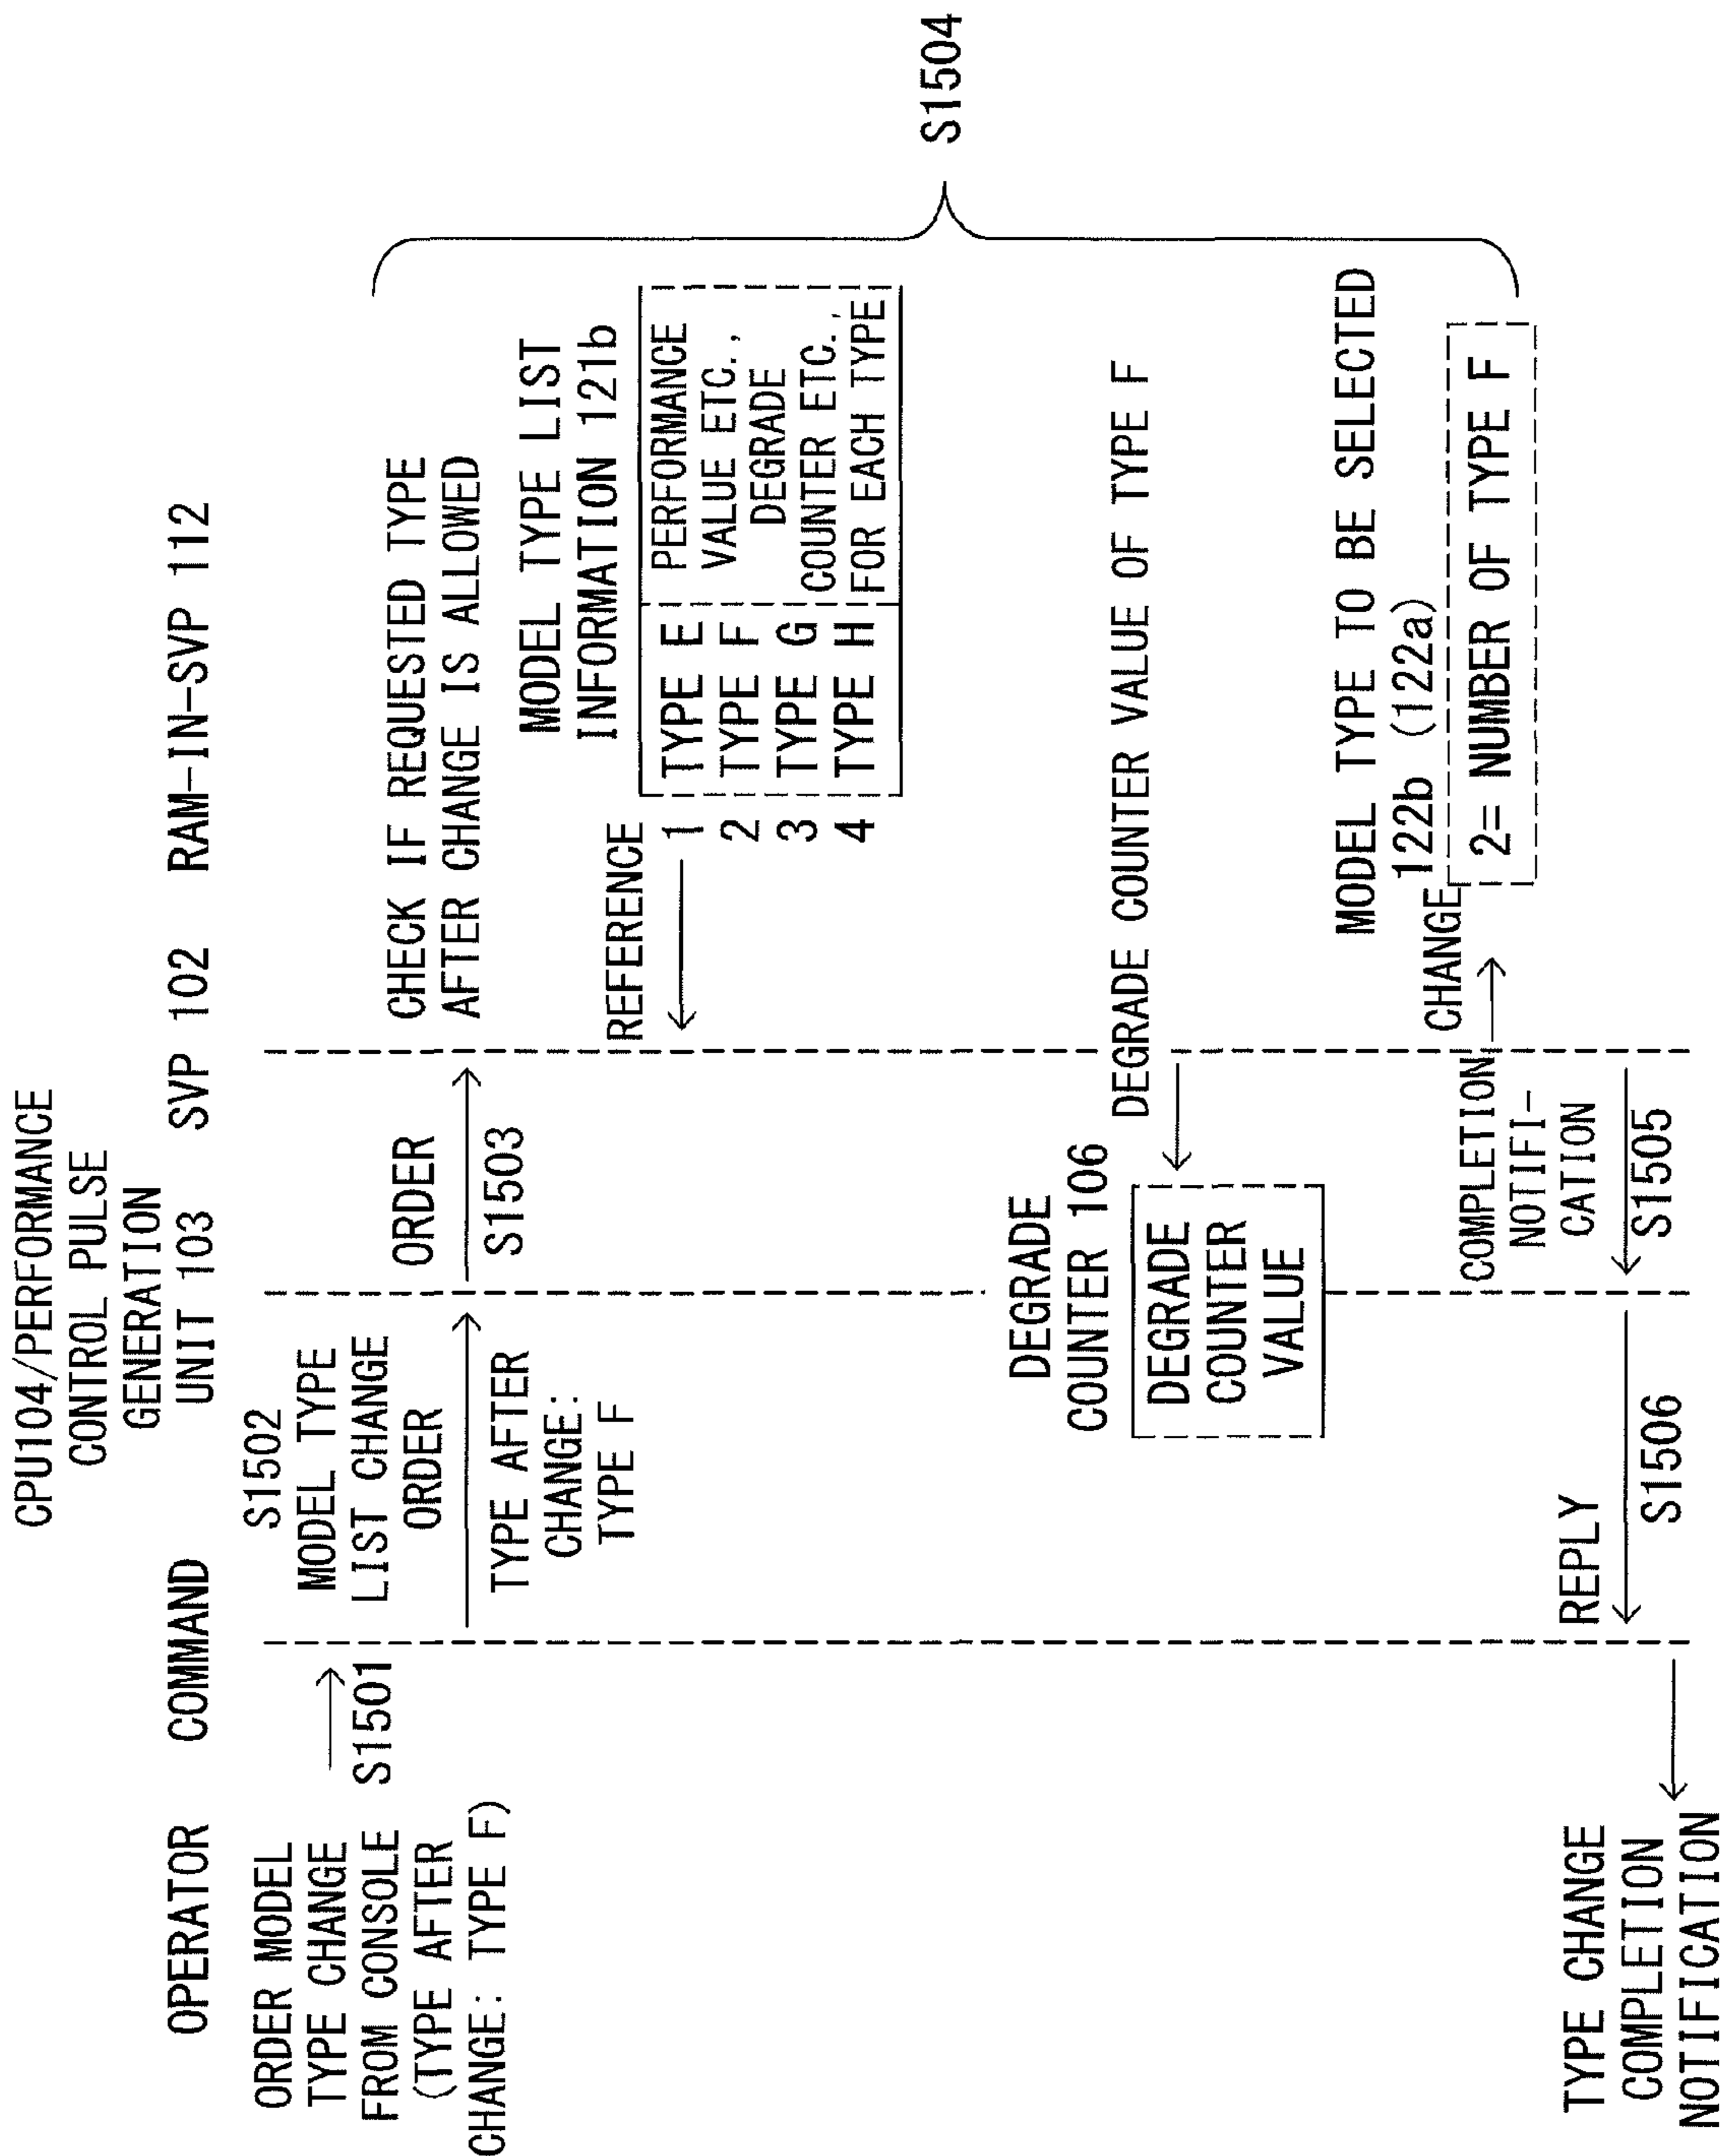 CPU104/PERFORMANCE
CONTROL PULSE
GENERATION
UNIT 103
OPERATOR
COMMAND
SVP 102
RAM-IN-SVP 112
ORDER MODEL
TYPE CHANGE
FROM CONSOLE
(TYPE AFTER
CHANGE: TYPE F)
S1501
S1502
MODEL TYPE
LIST CHANGE
ORDER
TYPE AFTER
CHANGE:
TYPE F
ORDER
S1503
CHECK IF REQUESTED TYPE
AFTER CHANGE IS ALLOWED
MODEL TYPE LIST
INFORMATION 121b
REFERENCE
1 TYPE E
2 TYPE F
3 TYPE G
4 TYPE H
PERFORMANCE
VALUE ETC.,
DEGRADE
COUNTER ETC.,
FOR EACH TYPE
S1504
DEGRADE
COUNTER 106
DEGRADE
COUNTER
VALUE
DEGRADE COUNTER VALUE OF TYPE F
MODEL TYPE TO BE SELECTED
122b (122a)
CHANGE
2= NUMBER OF TYPE F
COMPLETION
NOTIFI-
CATION
S1505
REPLY
S1506
TYPE CHANGE
COMPLETION
NOTIFICATION